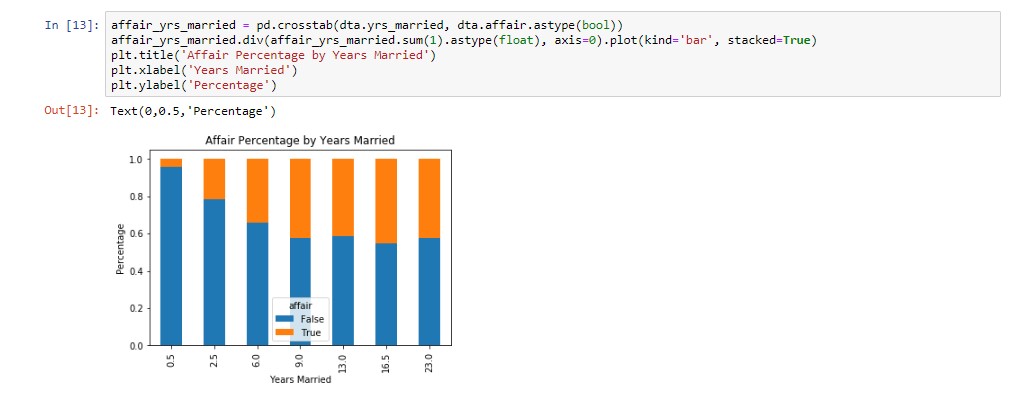 In [13]: affair_yrs_married = pd.crosstab(dta.yrs_married, dta.affair.astype(bool))
affair_yrs_married.div(affair_yrs_married.sum(1).astype(float), axis=0).plot(kind='bar', stacked=True)
plt.title('Affair Percentage by Years Married')
plt.xlabel('Years Married')
plt.ylabel('Percentage')
Out[13]: Text(0,0.5,'Percentage')
Affair Percentage by Years Married
1.0
0.8
0.6
0.4
0.2
0.0
Percentage
affair
False
True
0.5 2.5 6.0 9.0 13.0 16.5 23.0
Years Married